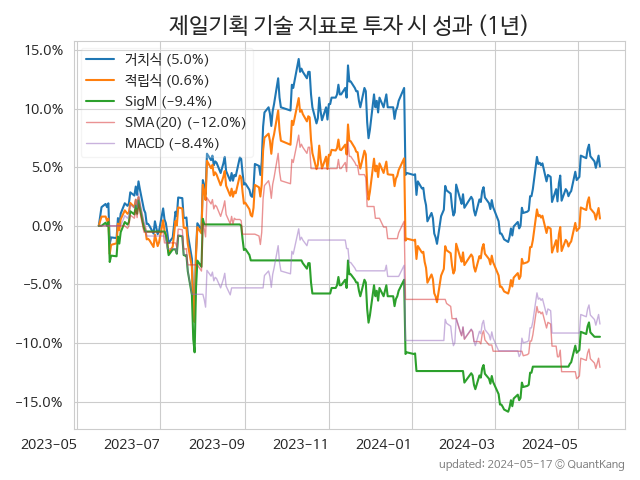 제일기획 기술 지표로 투자 시 성과 (1년)
15.0%
10.0%
5.0%
0.0%
−5.0%
−10.0%
−15.0%
거치식 (5.0%)
적립식 (0.6%)
SigM (−9.4%)
SMA(20) (−12.0%)
MACD (−8.4%)
2023−05 2023−07 2023−09 2023−11 2024−01 2024−03 2024−05
updated: 2024−05−17 © QuantKang